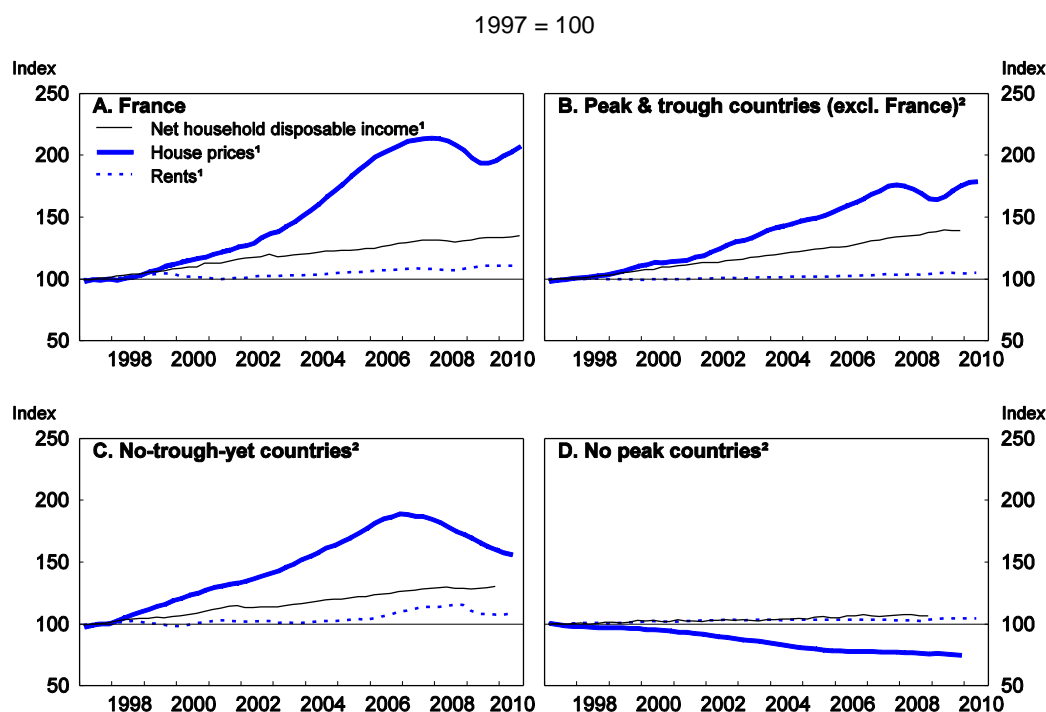 1997 = 100
Index
Index
250
A. France
Net household disposable income¹
House prices¹
Rents¹
200
150
100
50
1998 2000 2002 2004 2006 2008 2010
B. Peak & trough countries (excl. France)²
250
200
150
100
50
1998 2000 2002 2004 2006 2008 2010
Index
Index
250
C. No-trough-yet countries²
200
150
100
50
1998 2000 2002 2004 2006 2008 2010
D. No peak countries²
250
200
150
100
50
1998 2000 2002 2004 2006 2008 2010